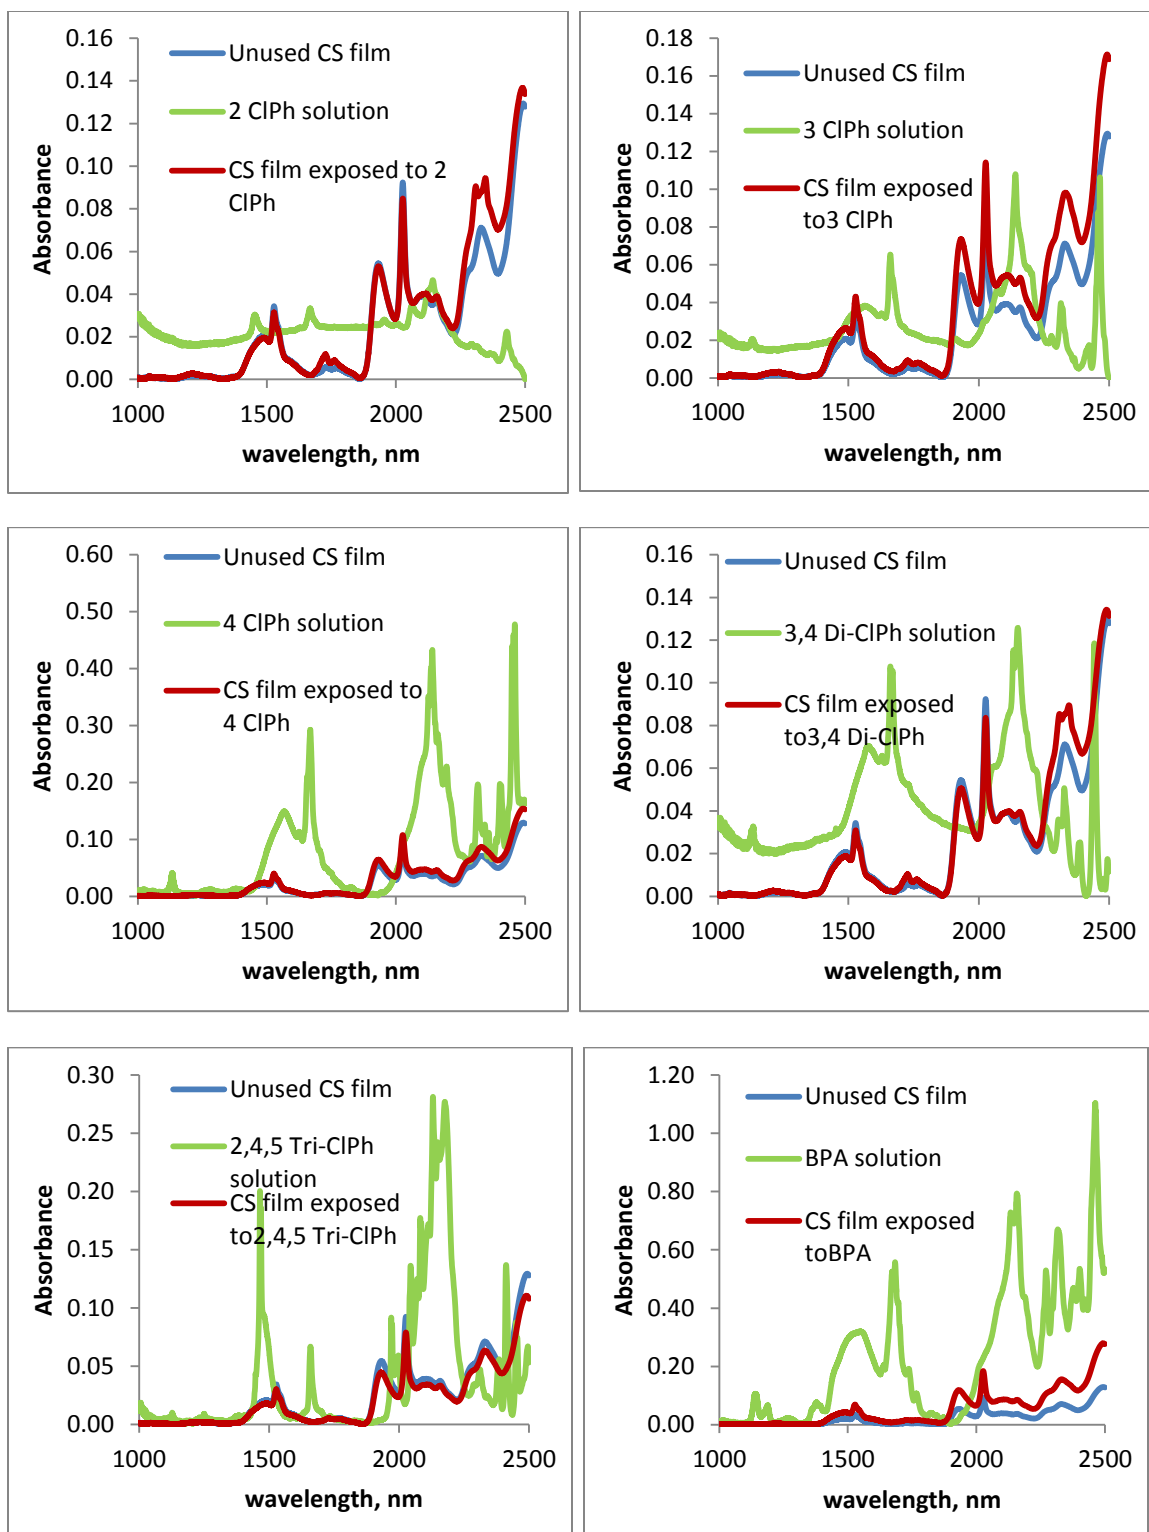 0.16
0.14
0.12
0.10
0.08
0.06
0.04
0.02
0.00
Absorbance
Unused CS film
2 ClPh solution
CS film exposed to 2
ClPh
1000 1500 2000 2500
wavelength, nm
0.18
0.16
0.14
0.12
0.10
0.08
0.06
0.04
0.02
0.00
Absorbance
Unused CS film
3 ClPh solution
CS film exposed
to3 ClPh
1000 1500 2000 2500
wavelength, nm
0.60
0.50
0.40
0.30
0.20
0.10
0.00
Absorbance
Unused CS film
4 ClPh solution
CS film exposed to
4 ClPh
1000 1500 2000 2500
wavelength, nm
0.16
0.14
0.12
0.10
0.08
0.06
0.04
0.02
0.00
Absorbance
Unused CS film
3,4 Di-ClPh solution
CS film exposed
to3,4 Di-ClPh
1000 1500 2000 2500
wavelength, nm
0.30
0.25
0.20
0.15
0.10
0.05
0.00
Absorbance
Unused CS film
2,4,5 Tri-ClPh
solution
CS film exposed
to2,4,5 Tri-ClPh
1000 1500 2000 2500
wavelength, nm
1.20
1.00
0.80
0.60
0.40
0.20
0.00
Absorbance
Unused CS film
BPA solution
CS film exposed
toBPA
1000 1500 2000 2500
wavelength, nm